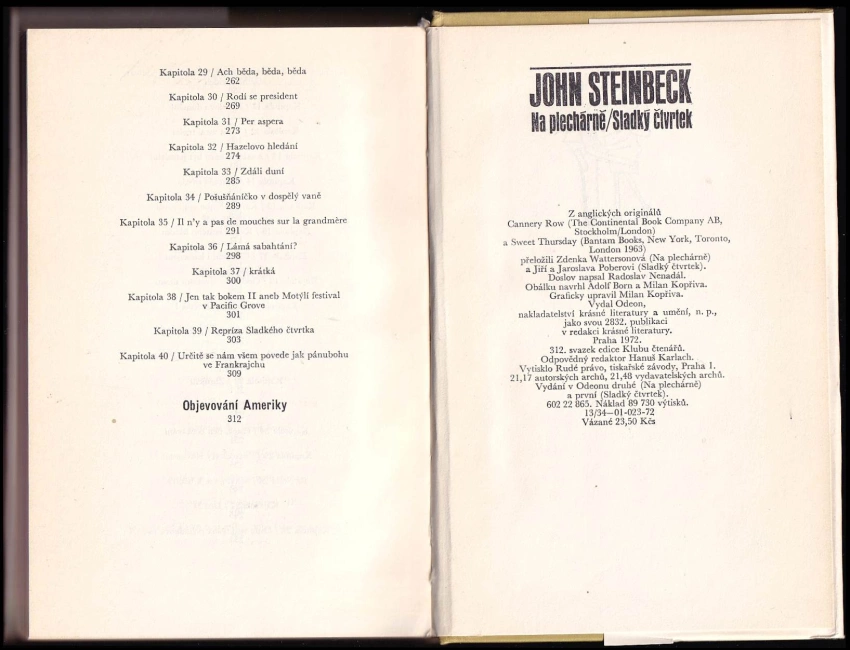 Kapitola 29 / Ach běda, běda, běda
262
Kapitola 30 / Rodí se president
269
Kapitola 31 / Per aspera
273
Kapitola 32 / Hazelovo hledání
274
Kapitola 33 / Zdáli duní
285
Kapitola 34 / Pošušňáníčko v dospělý vaně
289
Kapitola 35 / Il n'y a pas de mouches sur la grandmère
291
Kapitola 36 / Lámá sabahtání?
298
Kapitola 37 / krátká
300
Kapitola 38 / Jen tak bokem II aneb Motýlí festival
v Pacific Grove
301
Kapitola 39 / Repríza Sladkého čtvrtka
303
Kapitola 40 / Určitě se nám všem povede jak pánubohu
ve Frankrajchu
309
Objevování Ameriky
312
JOHN STEINBECK
Na plechárně/Sladký čtvrtek
Z anglických originálů
Cannery Row (The Continental Book Company AB,
Stockholm/London)
a Sweet Thursday (Bantam Books, New York, Toronto,
London 1963)
přeložili Zdenka Wattersonová (Na plechárně)
a Jiří a Jaroslava Poberovi (Sladký čtvrtek).
Doslov napsal Radoslav Nenadál.
Obálku navrhl Adolf Born a Milan Kopřiva.
Graficky upravil Milan Kopřiva.
Vydal Odeon,
nakladatelství krásné literatury a umění, n. p.,
jako svou 2832. publikaci
v redakci krásné literatury.
Praha 1972.
312. svazek edice Klubu čtenářů.
Odpovědný redaktor Hanuš Karlach.
Vytisklo Rudé právo, tiskařské závody, Praha 1.
21,17 autorských archů, 21,48 vydavatelských archů.
Vydání v Odeonu druhé (Na plechárně)
a první (Sladký čtvrtek).
602 22 865. Náklad 89 730 výtisků.
13/34—01-023-72
Vázané 23,50 Kčs